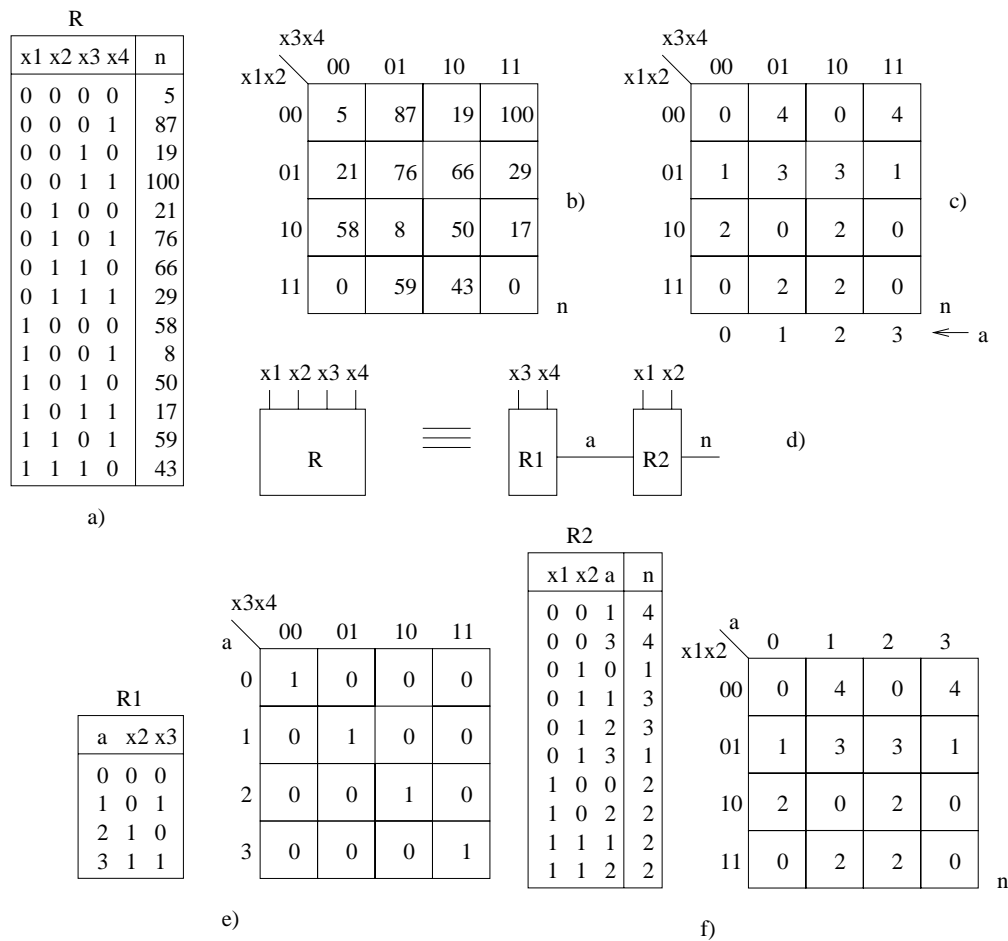 R
x1 x2 x3 x4 n
0 0 0 0 5
0 0 0 1 87
0 0 1 0 19
0 0 1 1 100
0 1 0 0 21
0 1 0 1 76
0 1 1 0 66
0 1 1 1 29
1 0 0 0 58
1 0 0 1 8
1 0 1 0 50
1 0 1 1 17
1 1 0 1 59
1 1 1 0 43
a)
x3x4
x1x2 00 01 10 11
00 5 87 19 100
01 21 76 66 29
10 58 8 50 17
11 0 59 43 0
n
b)
x3x4
x1x2 00 01 10 11
00 0 4 0 4
01 1 3 3 1
10 2 0 2 0
11 0 2 2 0
n
0 1 2 3 a
c)
x1 x2 x3 x4
R
x3 x4
R1
a
x1 x2
R2
n
d)
R1
a x2 x3
0 0 0
1 0 1
2 1 0
3 1 1
x3x4
a 00 01 10 11
0 1 0 0 0
1 0 1 0 0
2 0 0 1 0
3 0 0 0 1
e)
R2
x1 x2 a n
0 0 1 4
0 0 3 4
0 1 0 1
0 1 1 3
0 1 2 3
0 1 3 1
1 0 0 2
1 0 2 2
1 1 1 2
1 1 2 2
a
x1x2 0 1 2 3
00 0 4 0 4
01 1 3 3 1
10 2 0 2 0
11 0 2 2 0
n
f)